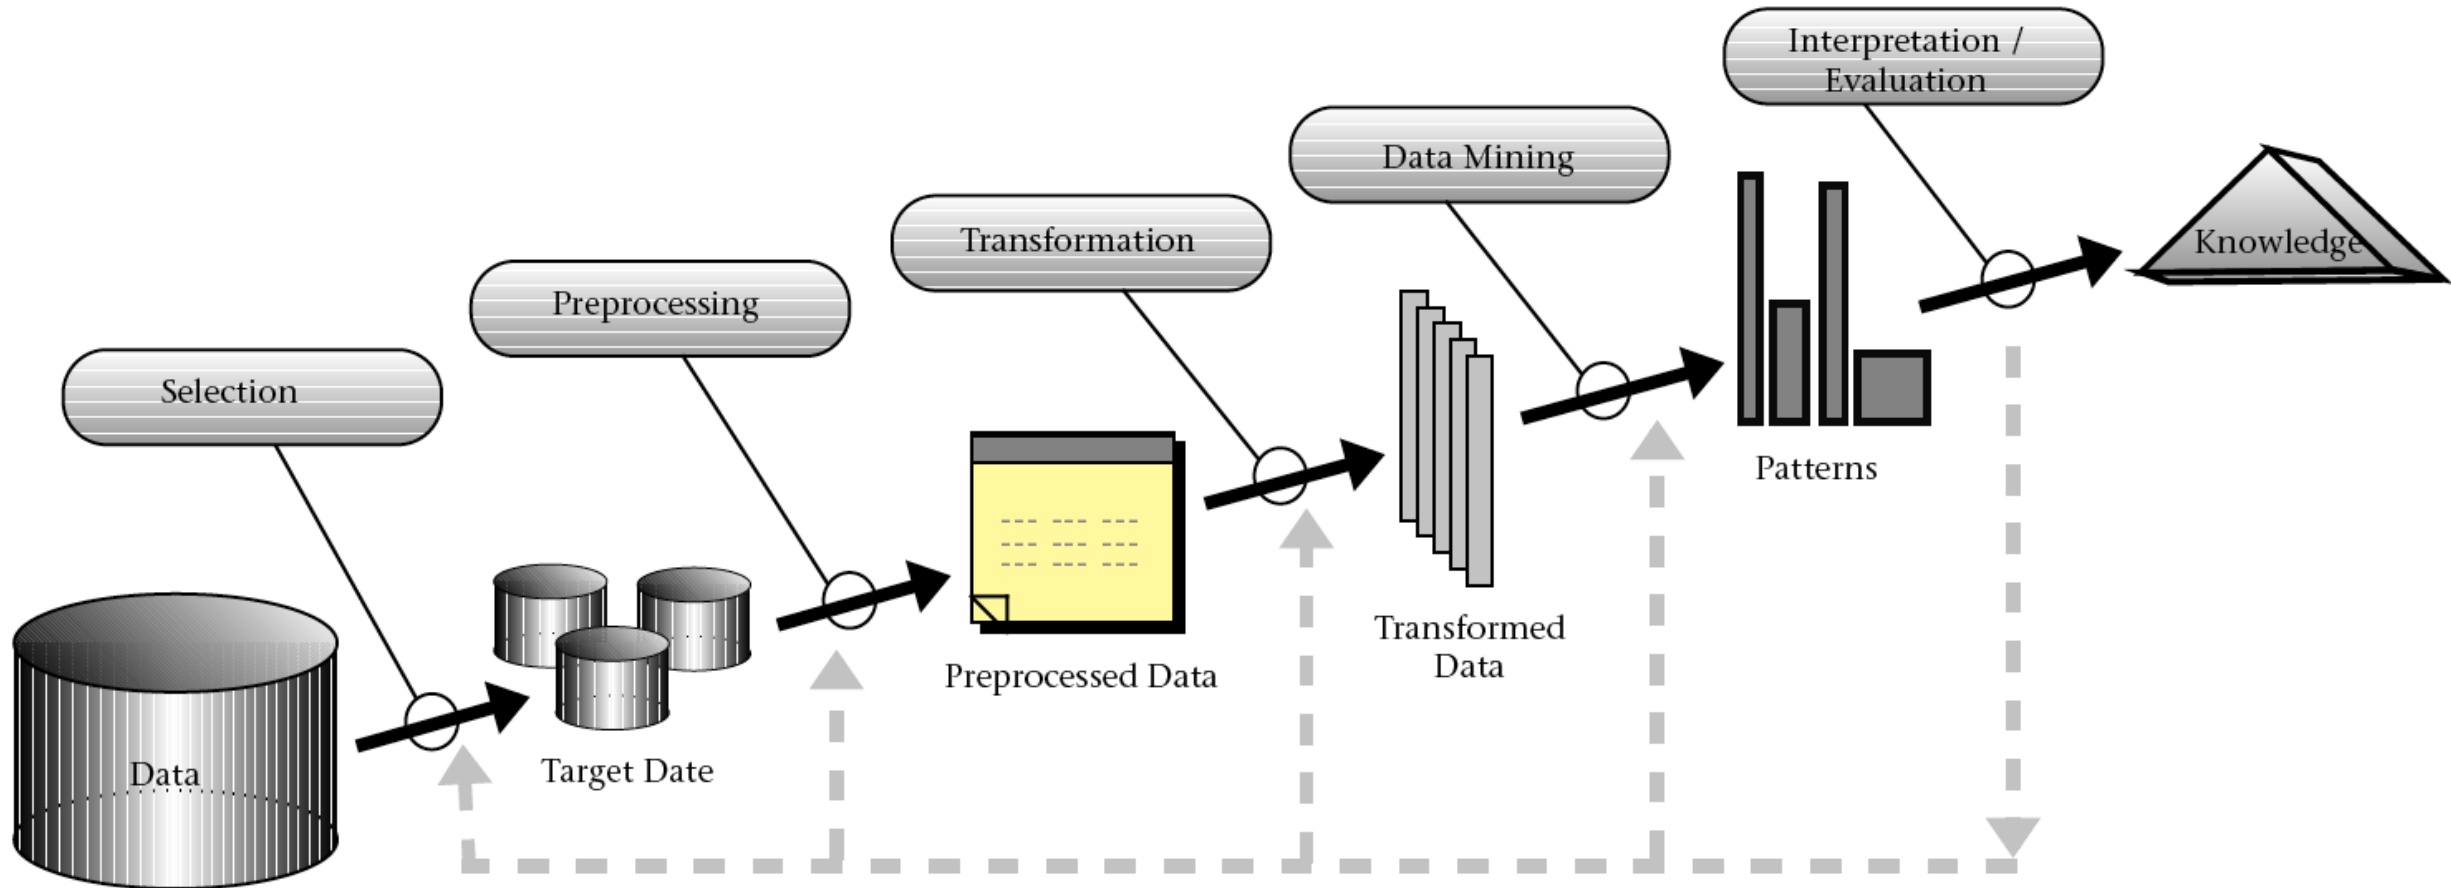 Interpretation /
Evaluation
Data Mining
Transformation
Preprocessing
Selection
Knowledge
Patterns
Transformed
Data
Preprocessed Data
Target Date
Data